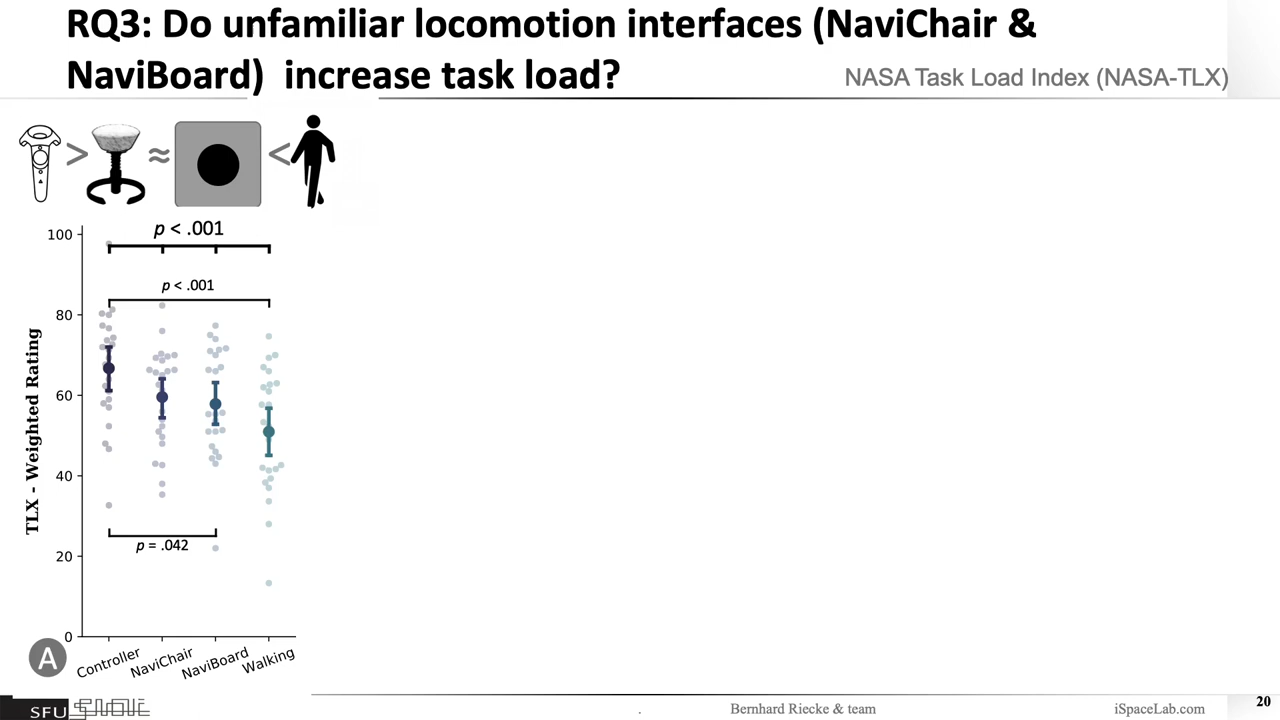 RQ3: Do unfamiliar locomotion interfaces (NaviChair &
NaviBoard) increase task load?
NASA Task Load Index (NASA-TLX)
> ≈ <
p < .001
p < .001
p = .042
100
80
60
40
20
0
TLX - Weighted Rating
Controller
NaviChair
NaviBoard
Walking
A
SFU
Bernhard Riecke & team
iSpaceLab.com
20